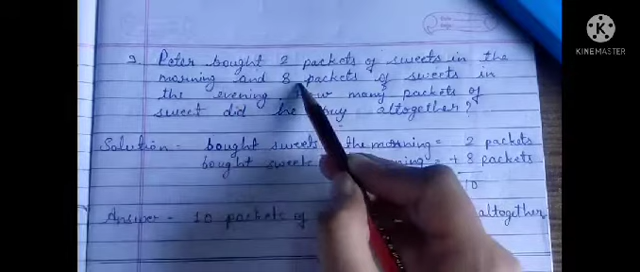 KINEMASTER
9. Peter bought 2 packets of sweets in the
morning and 8 packets of sweets in
the evening How many packets of
sweet did he buy altogether?
Solution - bought sweets the morning = 2 packets
bought sweets = + 8 packets
10
Answer - 10 packets of altogether